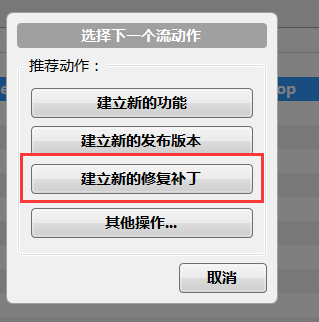 选择下一个流动作
推荐动作：
建立新的功能
op
建立新的发布版本
建立新的修复补丁
其他操作...
取消